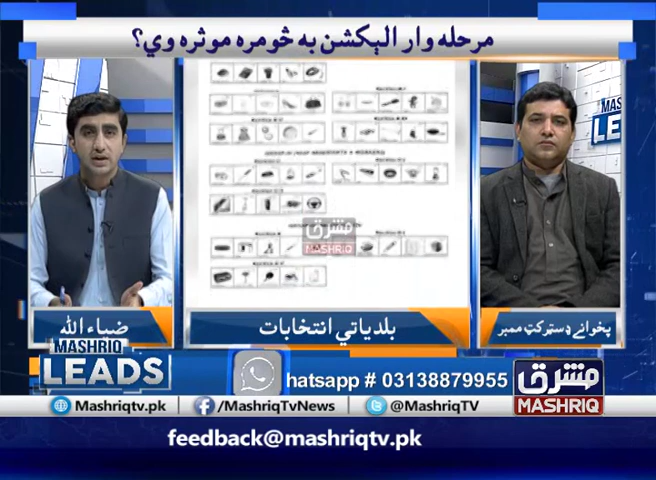 مرحله وار الېکشن به څومره موثره وي؟
MASHRIQ
LEADS
مشرق
MASHRIQ
ضیاء الله
بلدیاتي انتخابات
پخوانے ډسټرکټ ممبر
MASHRIQ
LEADS
hatsapp # 03138879955
مشرق
MASHRIQ
Mashriqtv.pk
/MashriqTvNews
@MashriqTV
feedback@mashriqtv.pk